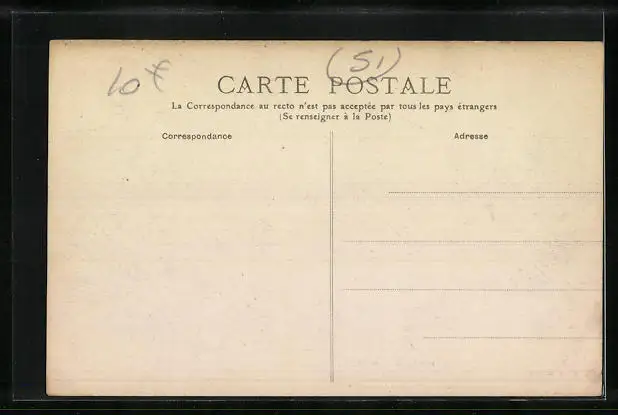 10€ (51)
CARTE POSTALE
La Correspondance au recto n'est pas acceptée par tous les pays étrangers
(Se renseigner à la Poste)
Correspondance Adresse